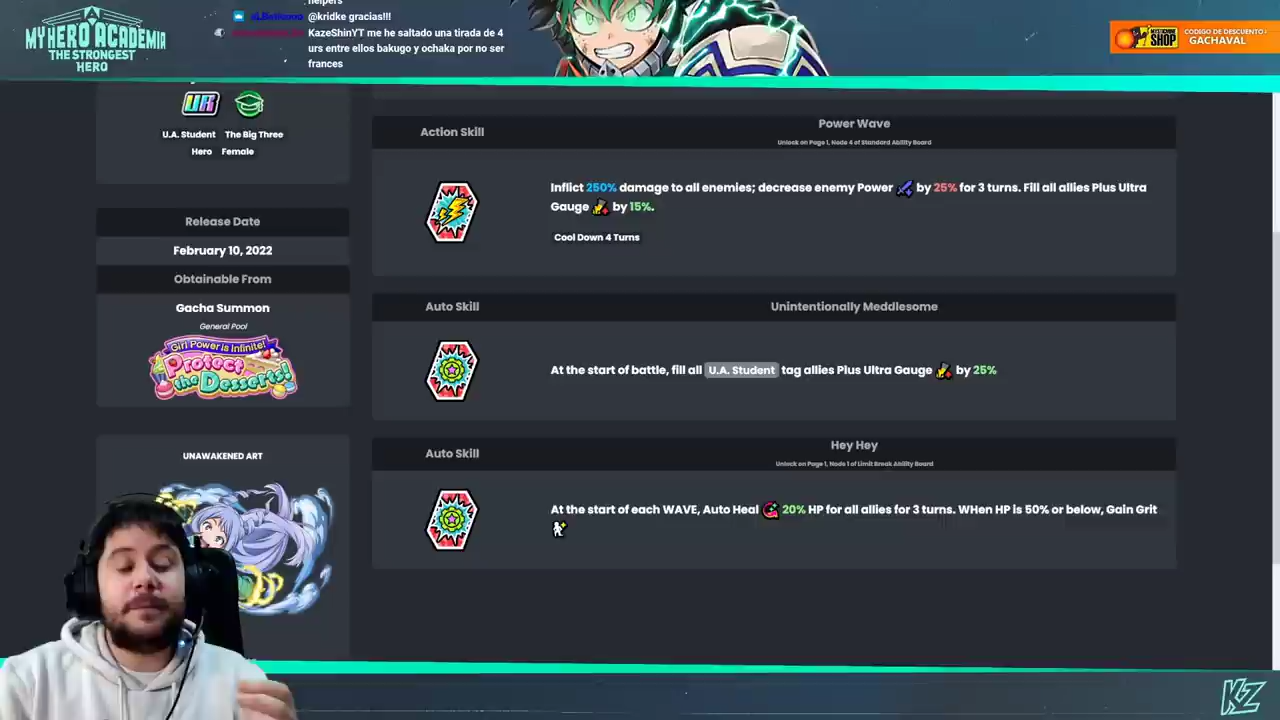 helpers
@kridke gracias!!!
KazeShinYT me he saltado una tirada de 4
urs entre ellos bakugo y ochaka por no ser
frances
MY HERO ACADEMIA
THE STRONGEST
HERO
SHOP
CODIGO DE DESCUENTO:
GACHAVAL
UR
U.A. Student The Big Three
Hero Female
Release Date
February 10, 2022
Obtainable From
Gacha Summon
General Pool
Girl Power is Infinite!
Protect
the Desserts!
UNAWAKENED ART
Action Skill
Power Wave
Unlock on Page 1, Node 4 of Standard Ability Board
Inflict 250% damage to all enemies; decrease enemy Power by 25% for 3 turns. Fill all allies Plus Ultra
Gauge by 15%.
Cool Down 4 Turns
Auto Skill
Unintentionally Meddlesome
At the start of battle, fill all U.A. Student tag allies Plus Ultra Gauge by 25%
Auto Skill
Hey Hey
Unlock on Page 1, Node 1 of Limit Break Ability Board
At the start of each WAVE, Auto Heal 20% HP for all allies for 3 turns. WHen HP is 50% or below, Gain Grit
KZ